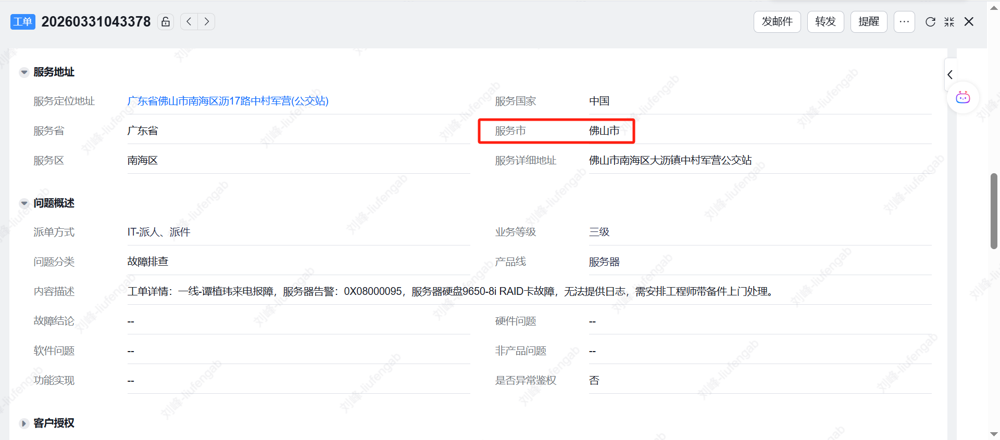 工单 20260331043378 发邮件 转发 提醒 ···
服务地址
服务定位地址 广东省佛山市南海区沥17路中村军营(公交站) 服务国家 中国
服务省 广东省 服务市 佛山市
服务区 南海区 服务详细地址 佛山市南海区大沥镇中村军营公交站
问题概述
派单方式 IT-派人、派件 业务等级 三级
问题分类 故障排查 产品线 服务器
内容描述 工单详情：一线-谭植玮来电报障，服务器告警：0X08000095，服务器硬盘9650-8i RAID卡故障，无法提供日志，需安排工程师带备件上门处理。
故障结论 -- 硬件问题 --
软件问题 -- 非产品问题 --
功能实现 -- 是否异常鉴权 否
客户授权
刘峰-liufengab